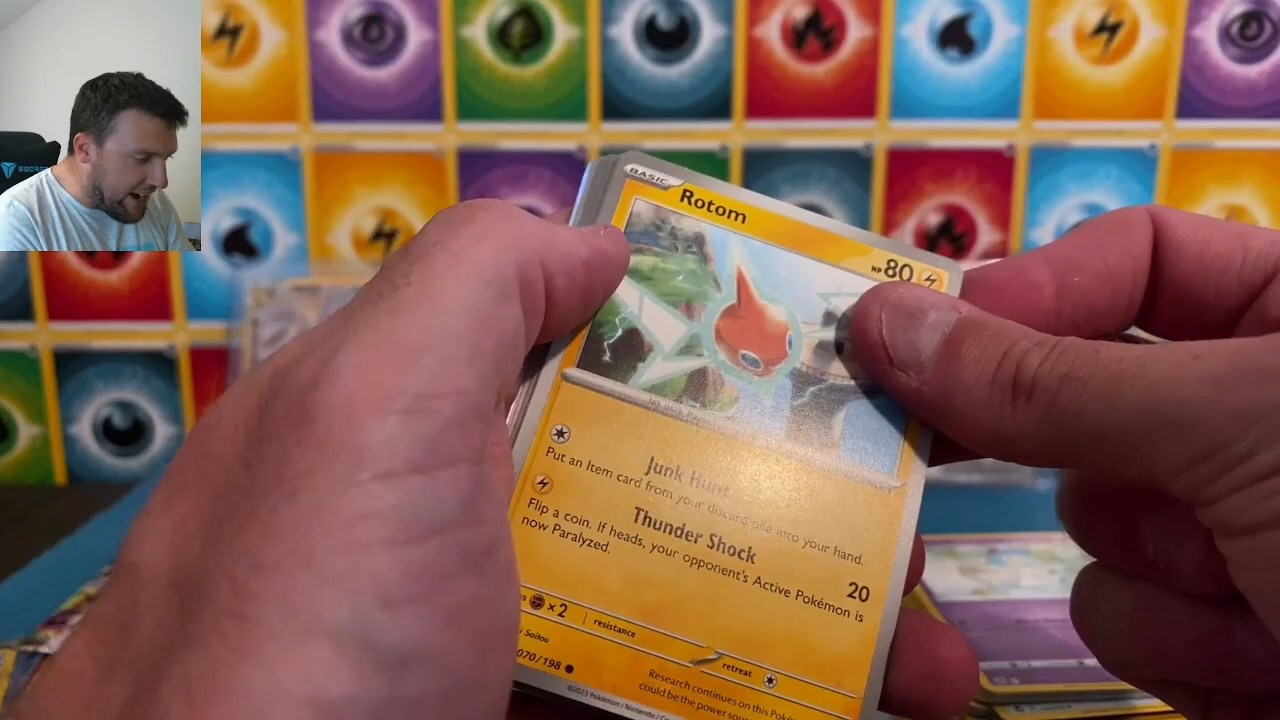 BASIC
Rotom
HP 80
Junk Hunt
Put an Item card from your discard pile into your hand.
Thunder Shock
20
Flip a coin. If heads, your opponent's Active Pokémon is
now Paralyzed.
×2
resistance
retreat
Saitou
070/198
Research continues on this
could be the power
©2023 Pokémon / Nintendo /